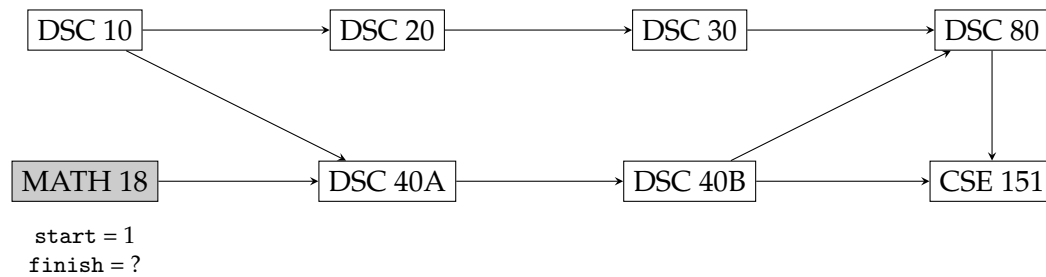 DSC 10
DSC 20
DSC 30
DSC 80
MATH 18
DSC 40A
DSC 40B
CSE 151
start = 1
finish = ?